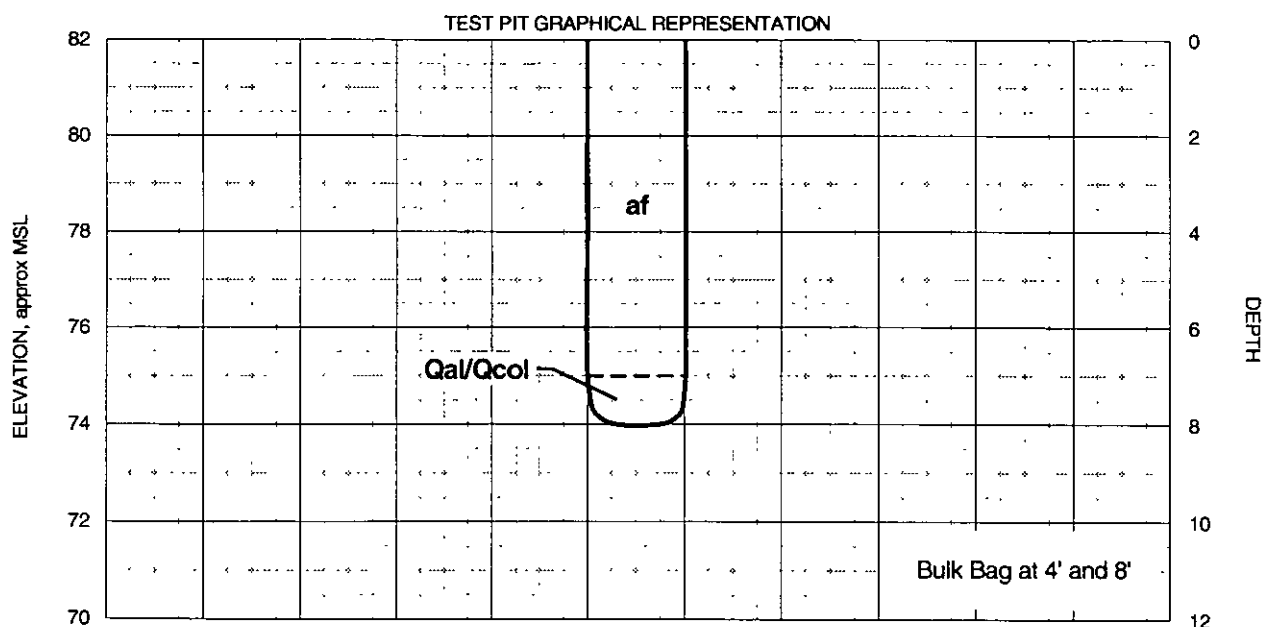 TEST PIT GRAPHICAL REPRESENTATION
82
0
80
2
af
78
4
76
6
Qal/Qcol
74
8
72
10
Bulk Bag at 4' and 8'
70
12
ELEVATION, approx MSL
DEPTH